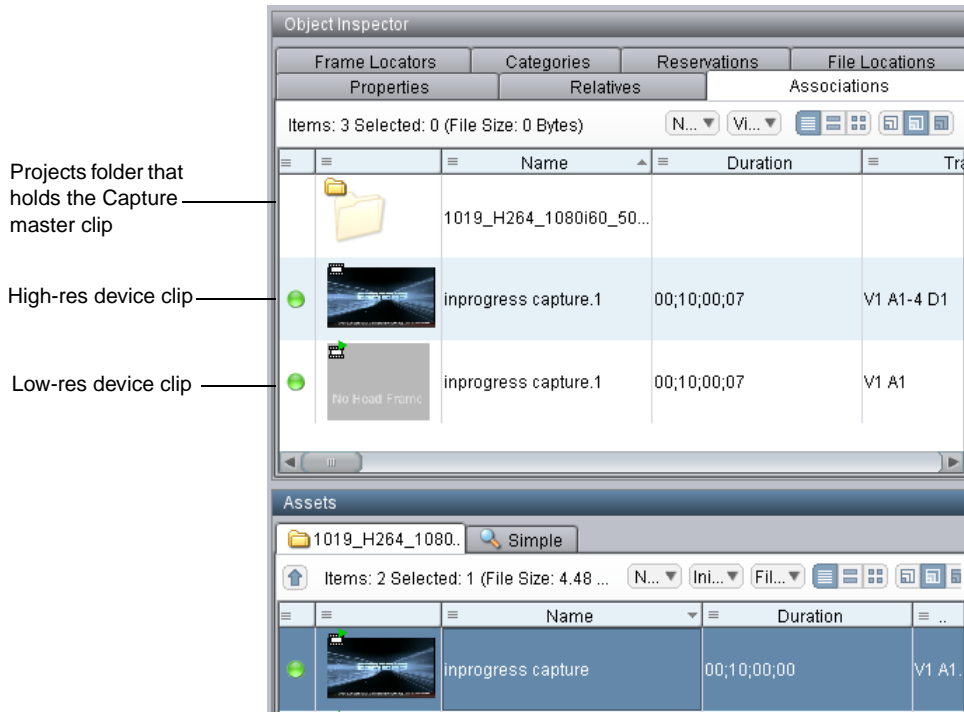 Object Inspector
Frame Locators Categories Reservations File Locations
Properties Relatives Associations
Items: 3 Selected: 0 (File Size: 0 Bytes) N... Vi...
Name Duration Tra
Projects folder that
holds the Capture
master clip
1019_H264_1080i60_50...
High-res device clip
inprogress capture.1 00;10;00;07 V1 A1-4 D1
Low-res device clip
No Head Frame
inprogress capture.1 00;10;00;07 V1 A1
Assets
1019_H264_1080.. Simple
Items: 2 Selected: 1 (File Size: 4.48 ... N... Ini... Fil...
Name Duration ..
inprogress capture 00;10;00;00 V1 A1.